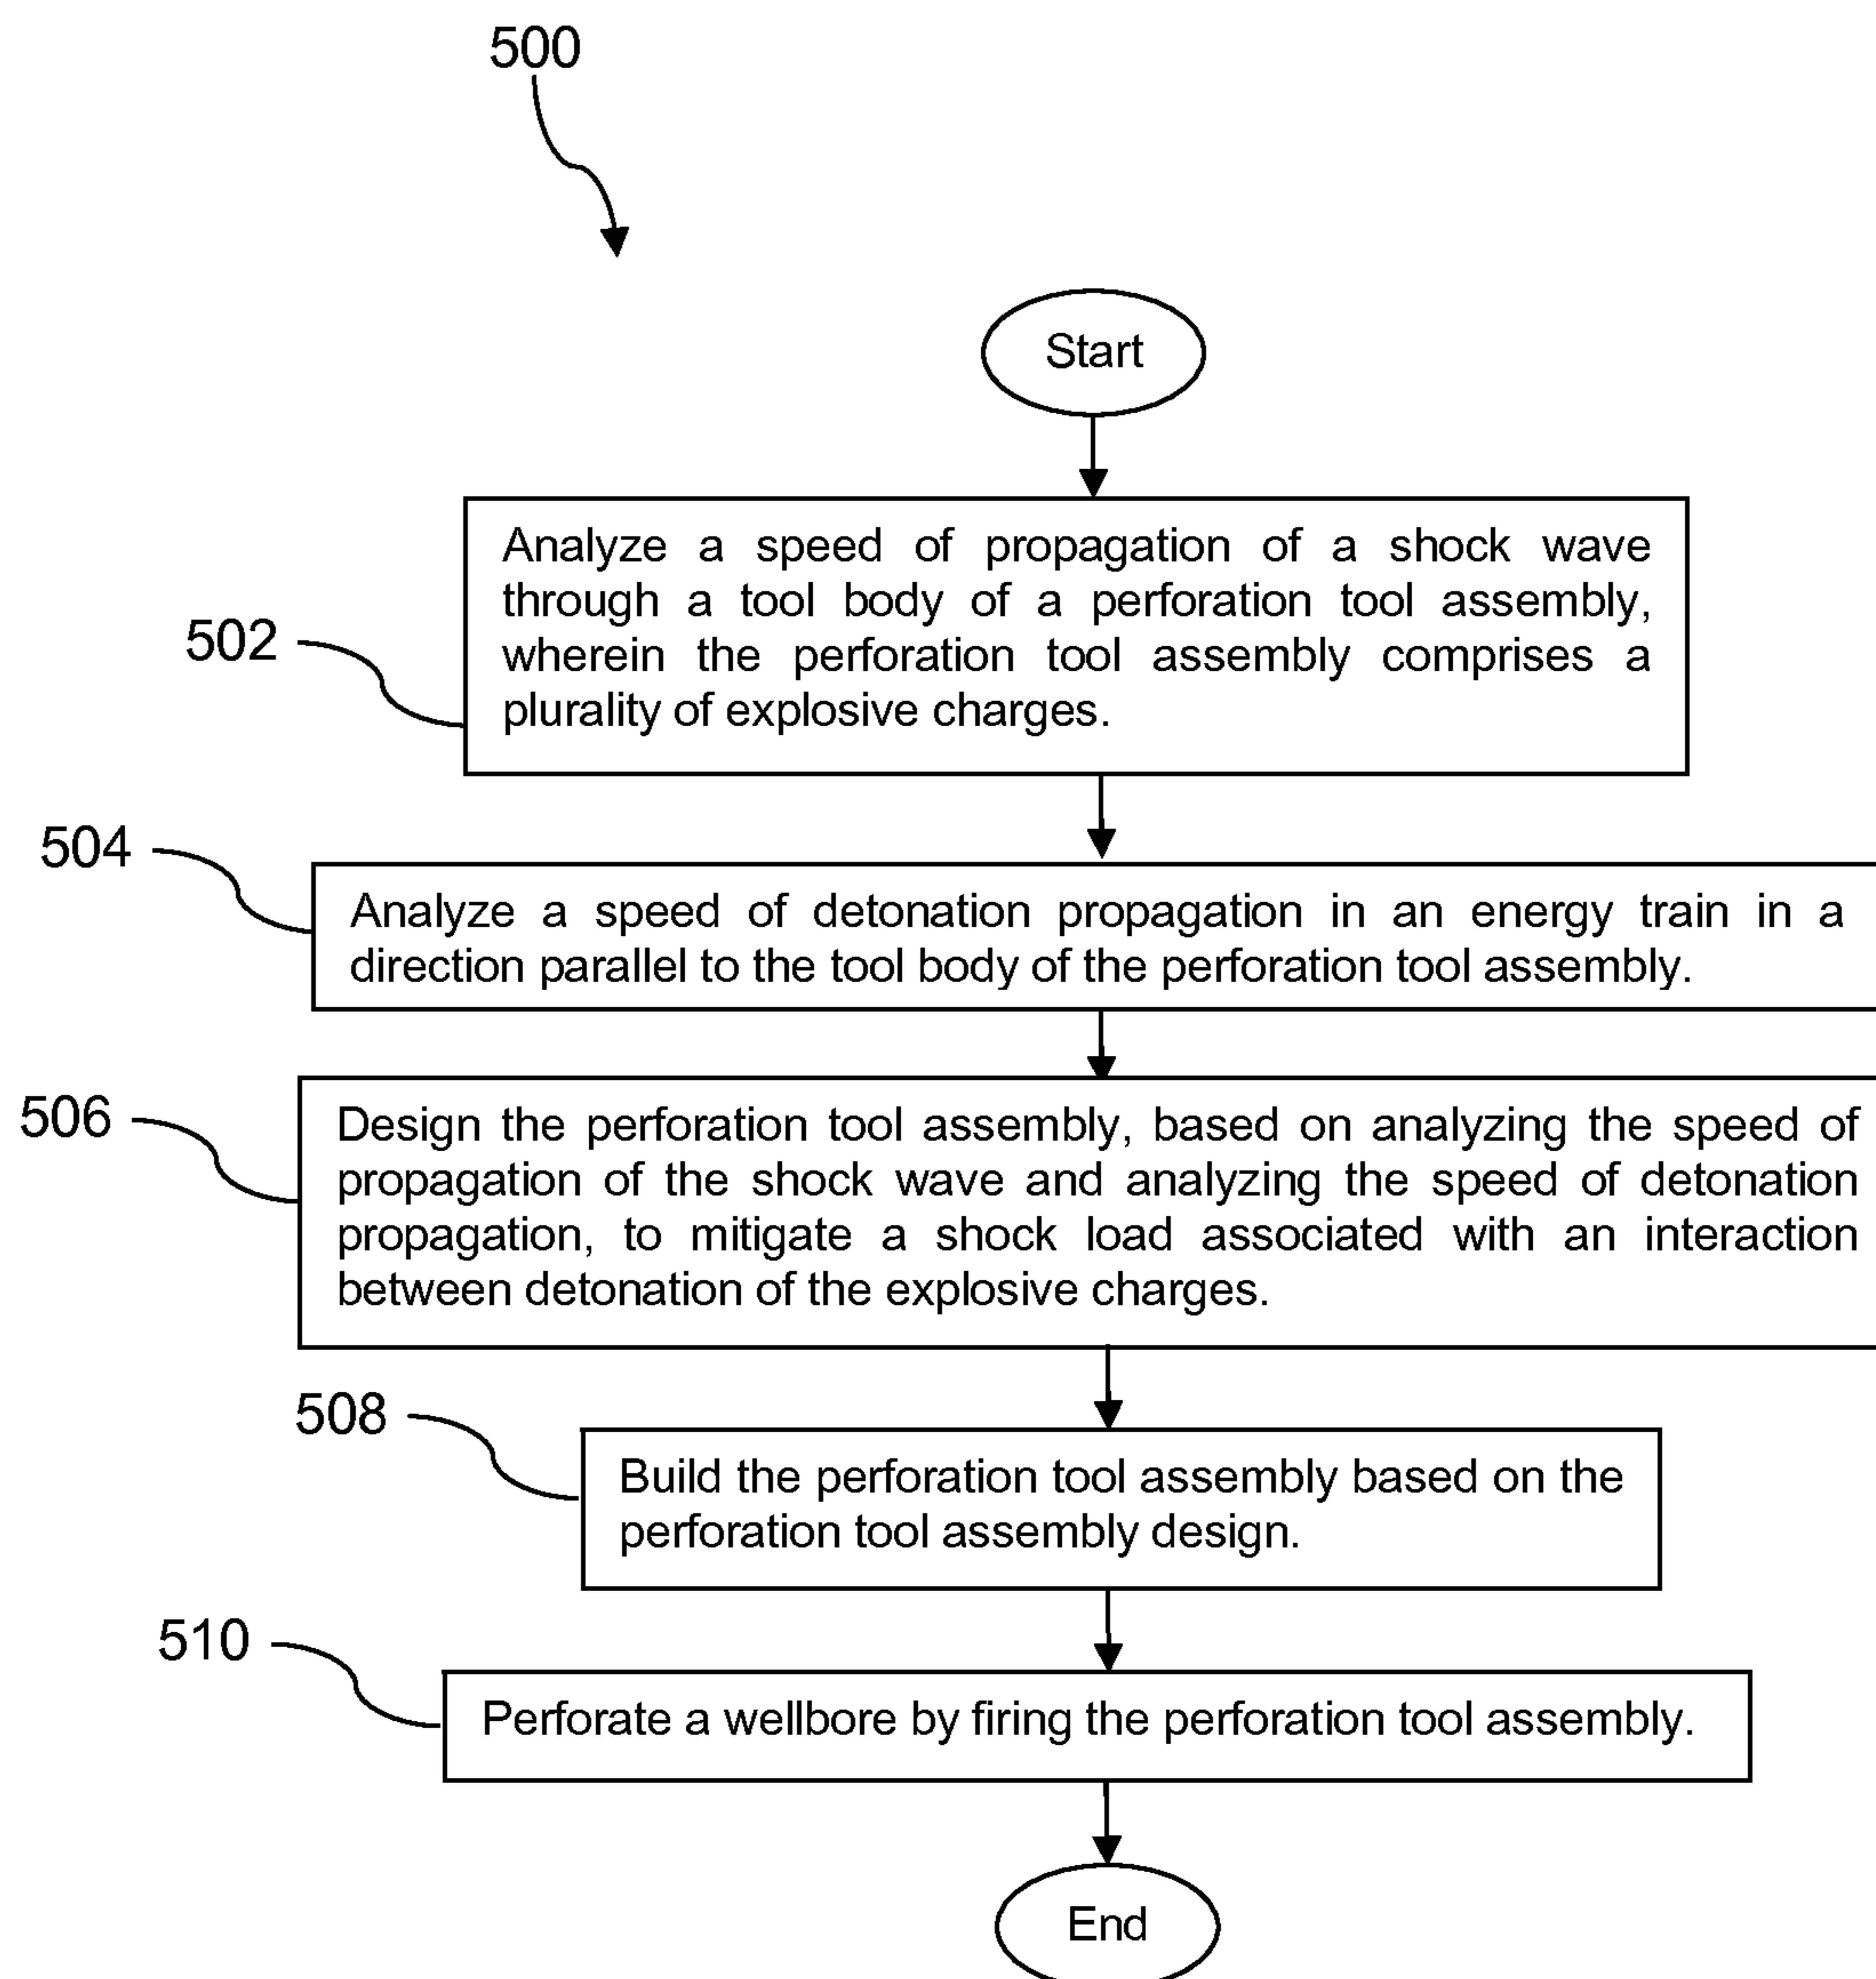 500
Start
502
Analyze a speed of propagation of a shock wave
through a tool body of a perforation tool assembly,
wherein the perforation tool assembly comprises a
plurality of explosive charges.
504
Analyze a speed of detonation propagation in an energy train in a
direction parallel to the tool body of the perforation tool assembly.
506
Design the perforation tool assembly, based on analyzing the speed of
propagation of the shock wave and analyzing the speed of detonation
propagation, to mitigate a shock load associated with an interaction
between detonation of the explosive charges.
508
Build the perforation tool assembly based on the
perforation tool assembly design.
510
Perforate a wellbore by firing the perforation tool assembly.
End